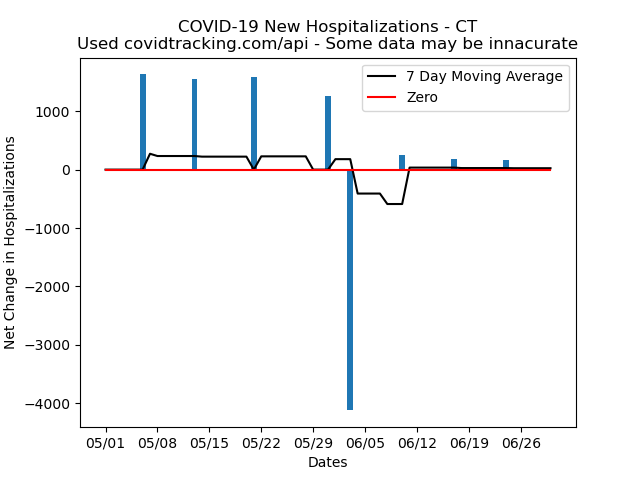 COVID-19 New Hospitalizations - CT
Used covidtracking.com/api - Some data may be innacurate
7 Day Moving Average
Zero
1000
0
−1000
−2000
−3000
−4000
Net Change in Hospitalizations
05/01 05/08 05/15 05/22 05/29 06/05 06/12 06/19 06/26
Dates